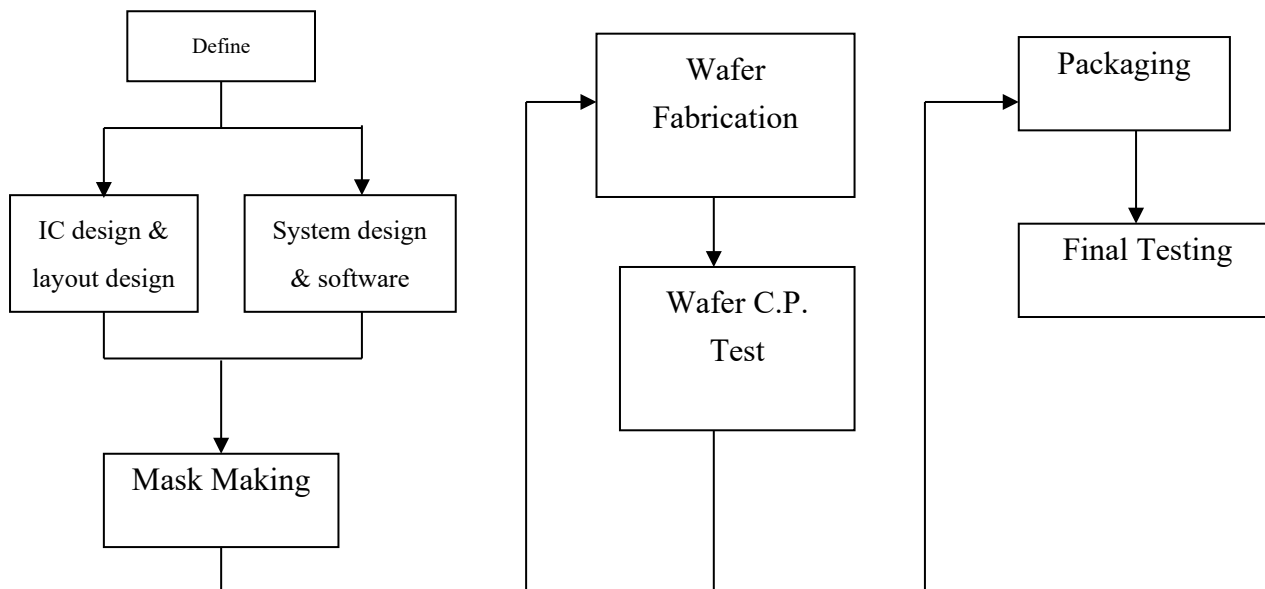 Define
IC design &
layout design
System design
& software
Mask Making
Wafer
Fabrication
Wafer C.P.
Test
Packaging
Final Testing